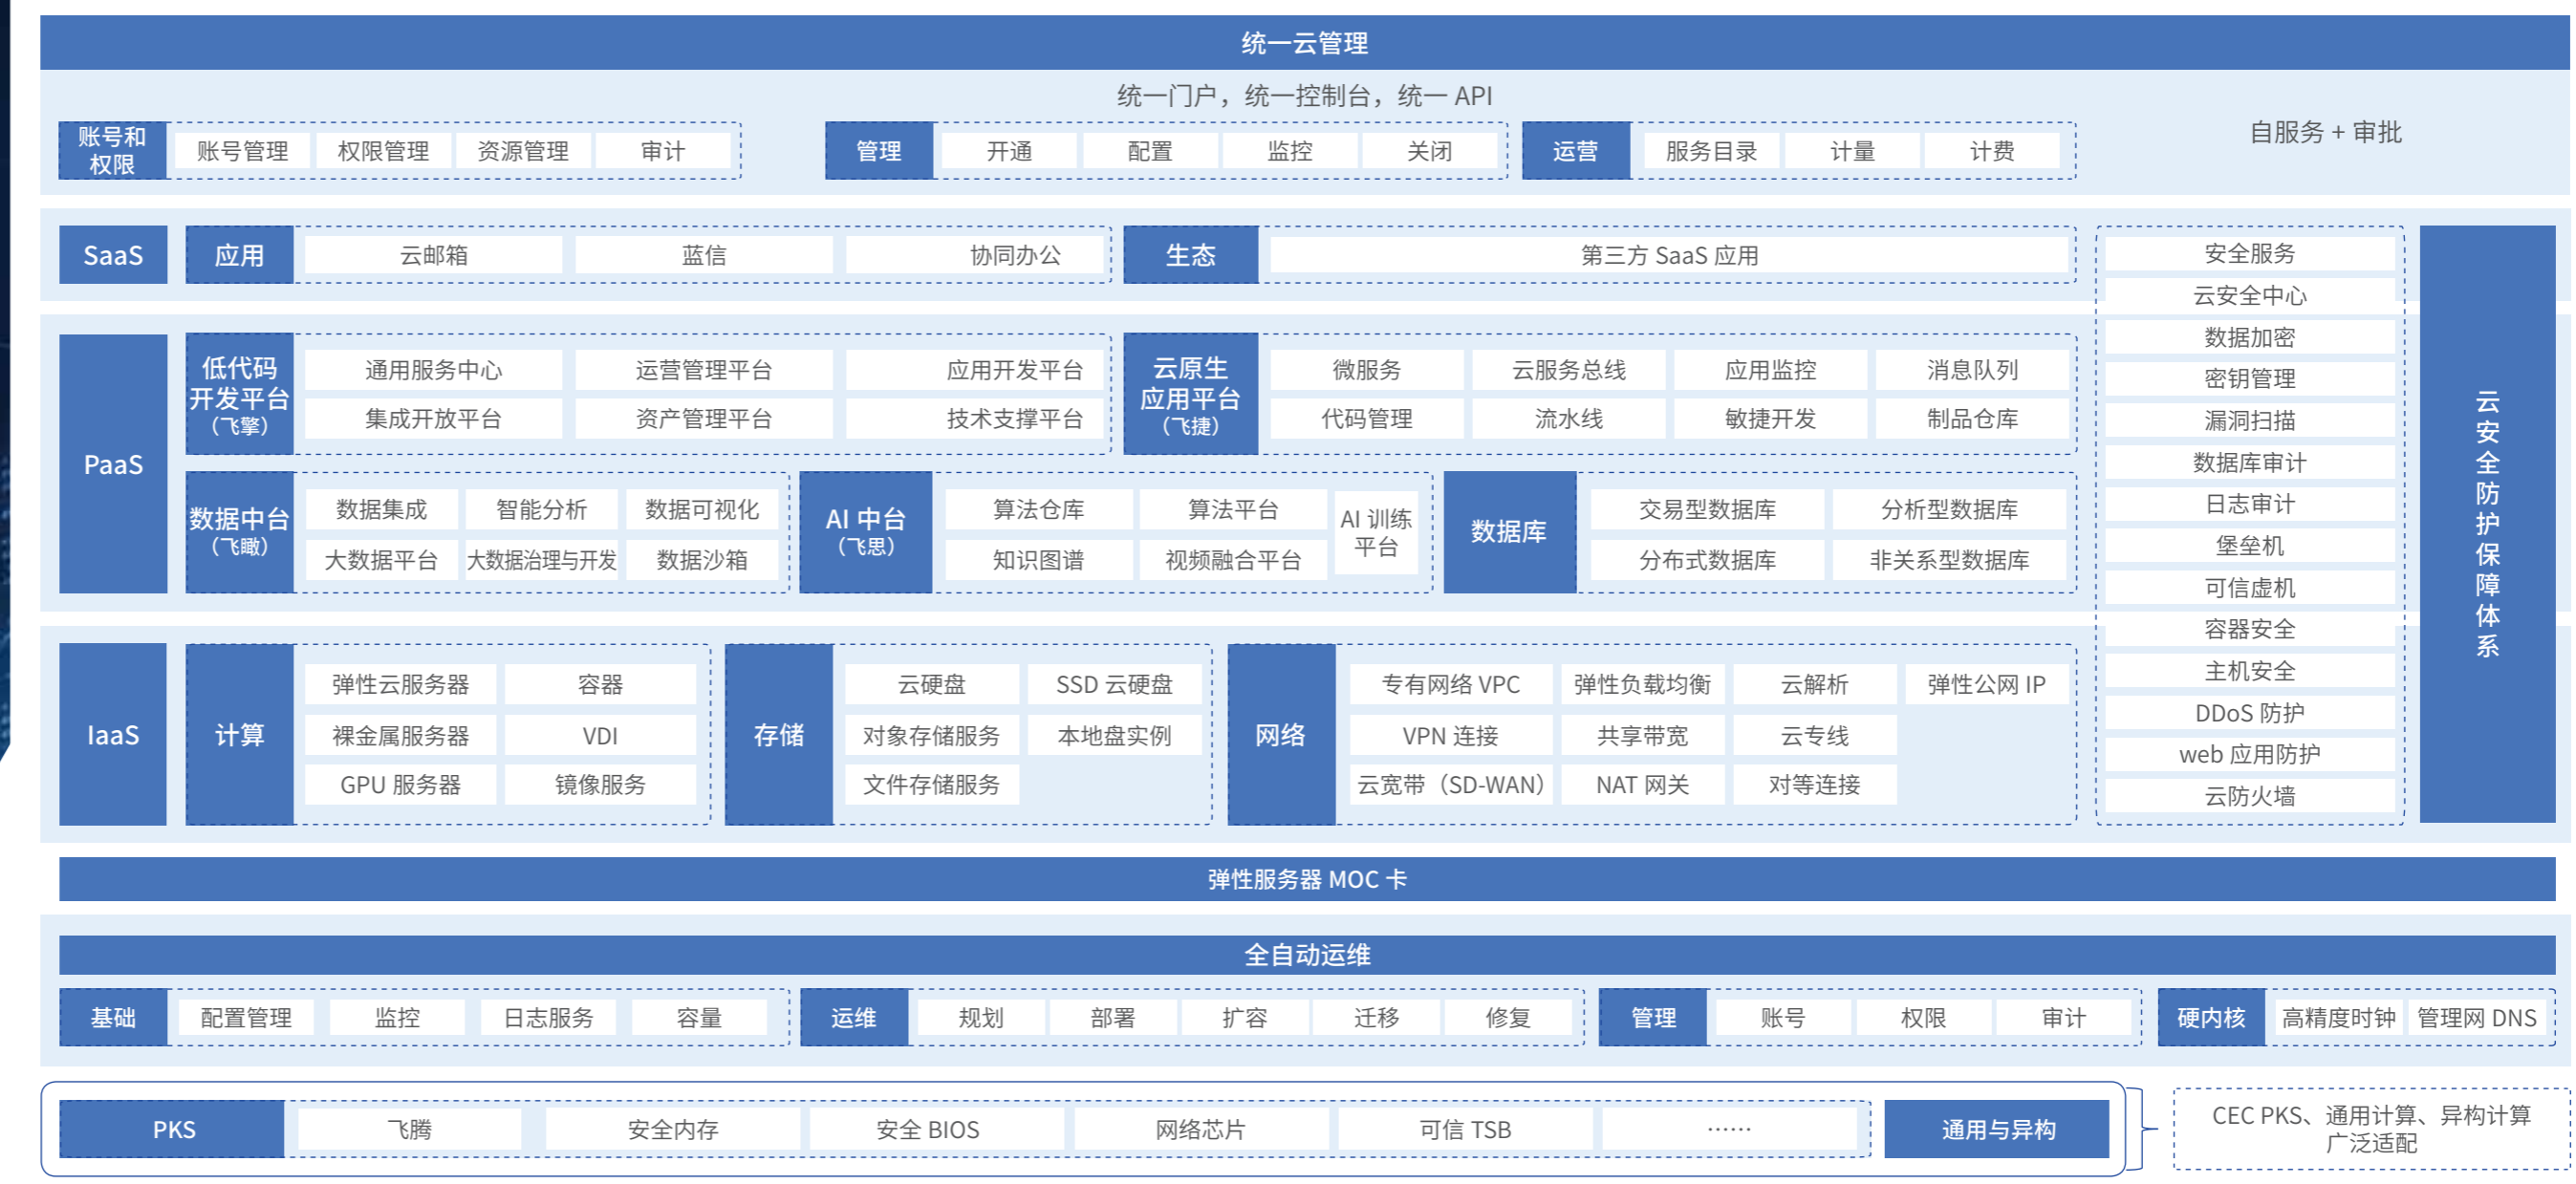 统一云管理
统一门户，统一控制台，统一 API
账号和
权限
账号管理
权限管理
资源管理
审计
管理
开通
配置
监控
关闭
运营
服务目录
计量
计费
自服务 + 审批
SaaS
应用
云邮箱
蓝信
协同办公
生态
第三方 SaaS 应用
PaaS
低代码
开发平台
（飞擎）
通用服务中心
运营管理平台
应用开发平台
集成开放平台
资产管理平台
技术支撑平台
云原生
应用平台
（飞捷）
微服务
云服务总线
应用监控
消息队列
代码管理
流水线
敏捷开发
制品仓库
数据中台
（飞瞰）
数据集成
智能分析
数据可视化
大数据平台
大数据治理与开发
数据沙箱
AI 中台
（飞思）
算法仓库
算法平台
知识图谱
视频融合平台
AI 训练
平台
数据库
交易型数据库
分析型数据库
分布式数据库
非关系型数据库
IaaS
计算
弹性云服务器
容器
裸金属服务器
VDI
GPU 服务器
镜像服务
存储
云硬盘
SSD 云硬盘
对象存储服务
本地盘实例
文件存储服务
网络
专有网络 VPC
弹性负载均衡
云解析
弹性公网 IP
VPN 连接
共享带宽
云专线
云宽带（SD-WAN）
NAT 网关
对等连接
安全服务
云安全中心
数据加密
密钥管理
漏洞扫描
数据库审计
日志审计
堡垒机
可信虚机
容器安全
主机安全
DDoS 防护
web 应用防护
云防火墙
云安全防护保障体系
弹性服务器 MOC 卡
全自动运维
基础
配置管理
监控
日志服务
容量
运维
规划
部署
扩容
迁移
修复
管理
账号
权限
审计
硬内核
高精度时钟
管理网 DNS
PKS
飞腾
安全内存
安全 BIOS
网络芯片
可信 TSB
······
通用与异构
CEC PKS、通用计算、异构计算
广泛适配